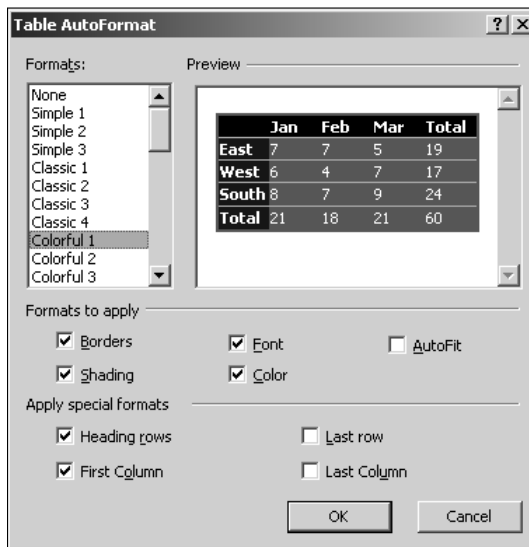 Table AutoFormat
Formats:
Preview
None
Simple 1
Simple 2
Simple 3
Classic 1
Classic 2
Classic 3
Classic 4
Colorful 1
Colorful 2
Colorful 3
Jan Feb Mar Total
East 7 7 5 19
West 6 4 7 17
South 8 7 9 24
Total 21 18 21 60
Formats to apply
Borders Font AutoFit
Shading Color
Apply special formats
Heading rows Last row
First Column Last Column
OK Cancel